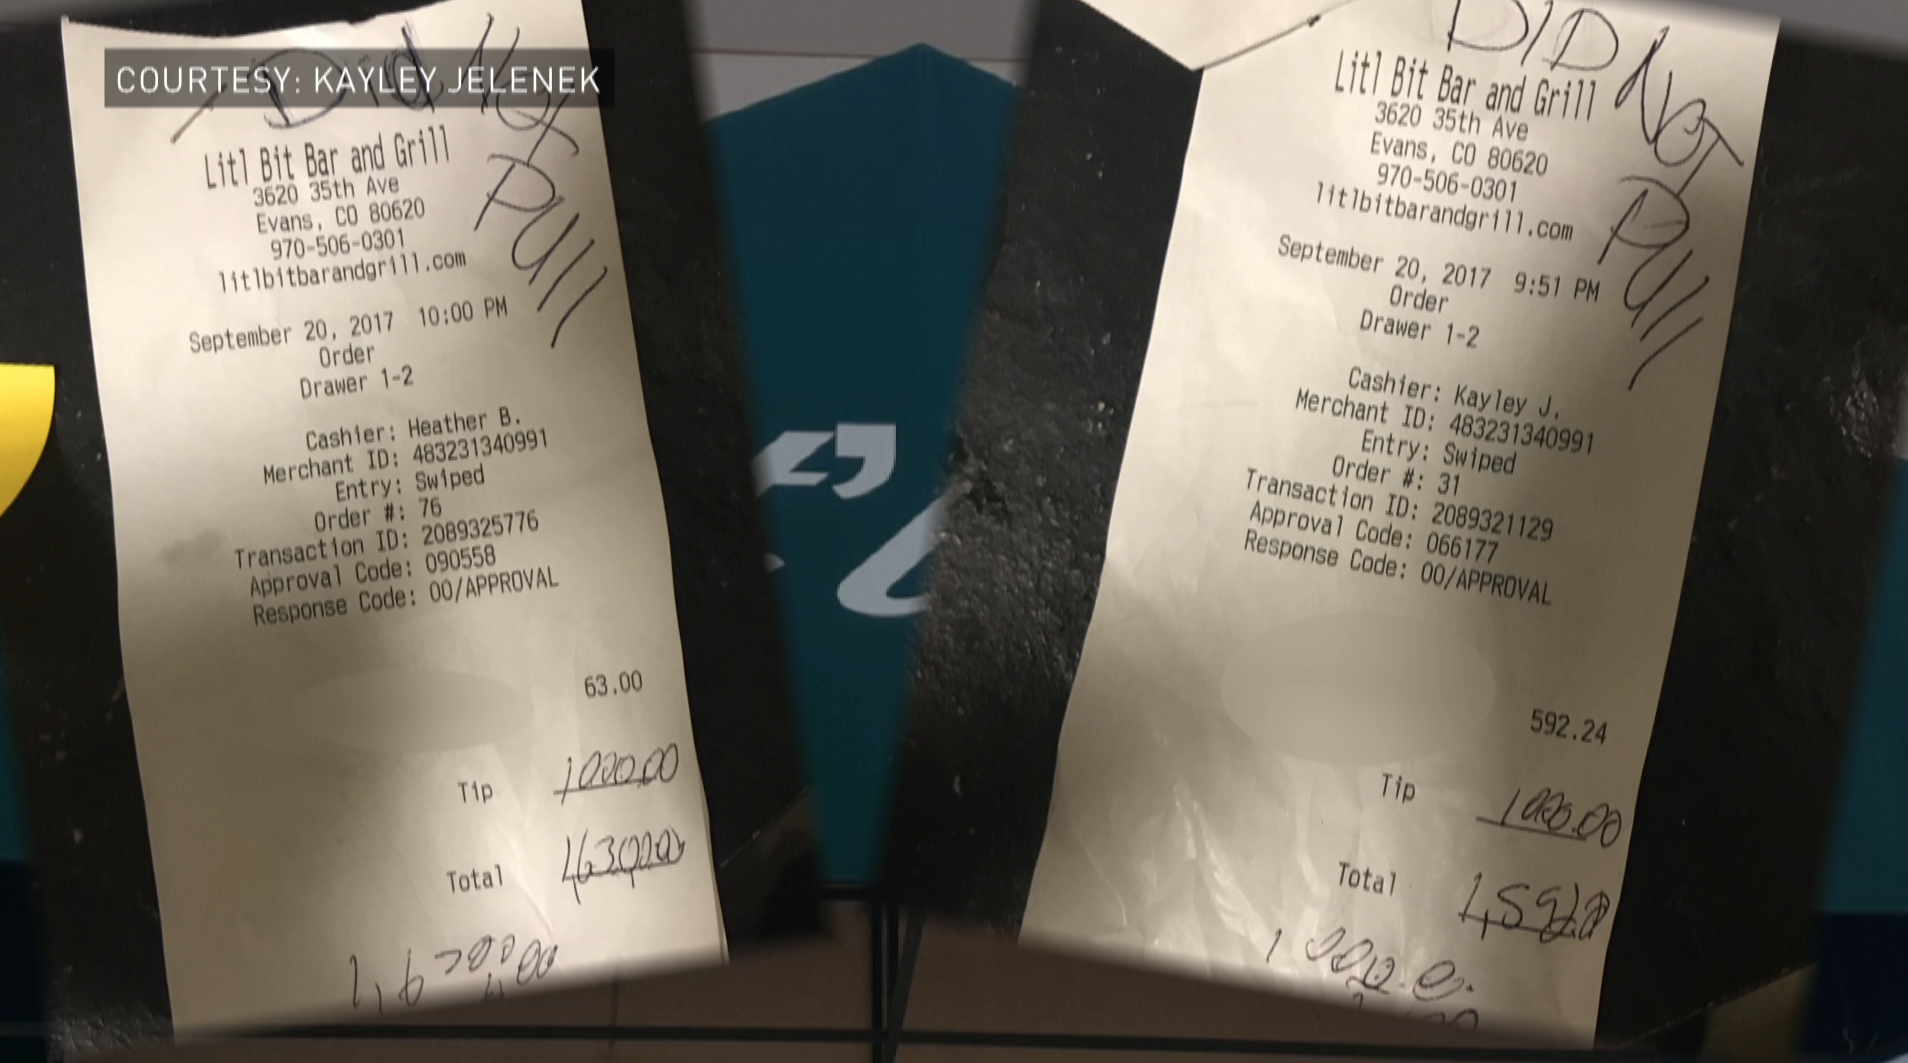 COURTESY: KAYLEY JELENEK
Did Not
Pull
Litl Bit Bar and Grill
3620 35th Ave
Evans, CO 80620
970-506-0301
litlbitbarandgrill.com
September 20, 2017 10:00 PM
Order
Drawer 1-2
Cashier: Heather B.
Merchant ID: 483231340991
Entry: Swiped
Order #: 76
Transaction ID: 2089325776
Approval Code: 090558
Response Code: 00/APPROVAL
63.00
Tip 1000.00
Total
DID Not
Pull
Litl Bit Bar and Grill
3620 35th Ave
Evans, CO 80620
970-506-0301
litlbitbarandgrill.com
September 20, 2017 9:51 PM
Order
Drawer 1-2
Cashier: Kayley J.
Merchant ID: 483231340991
Entry: Swiped
Order #: 31
Transaction ID: 2089321129
Approval Code: 066177
Response Code: 00/APPROVAL
592.24
Tip 1000.00
Total